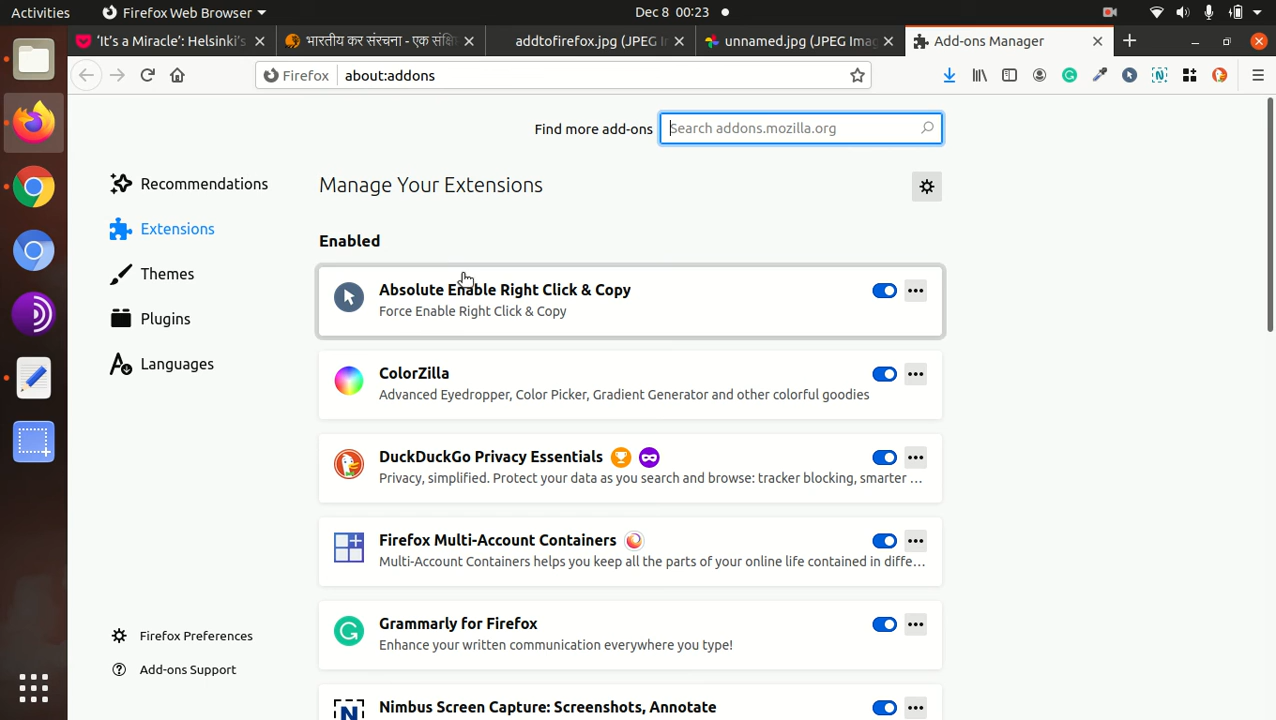 Activities Firefox Web Browser Dec 8 00:23
'It's a Miracle': Helsinki's भारतीय कर संरचना - एक संक्षि addtofirefox.jpg (JPEG I unnamed.jpg (JPEG Imag Add-ons Manager
Firefox about:addons
Find more add-ons Search addons.mozilla.org
Recommendations
Extensions
Themes
Plugins
Languages
Firefox Preferences
Add-ons Support
Manage Your Extensions
Enabled
Absolute Enable Right Click & Copy
Force Enable Right Click & Copy
ColorZilla
Advanced Eyedropper, Color Picker, Gradient Generator and other colorful goodies
DuckDuckGo Privacy Essentials
Privacy, simplified. Protect your data as you search and browse: tracker blocking, smarter ...
Firefox Multi-Account Containers
Multi-Account Containers helps you keep all the parts of your online life contained in diffe...
Grammarly for Firefox
Enhance your written communication everywhere you type!
Nimbus Screen Capture: Screenshots, Annotate